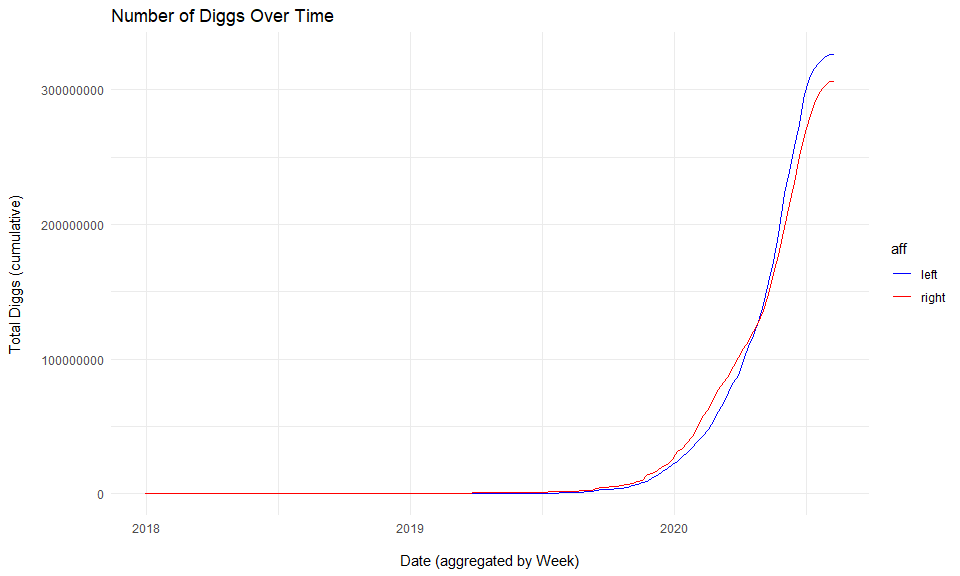 Number of Diggs Over Time
Total Diggs (cumulative)
300000000
200000000
100000000
0
2018
2019
2020
Date (aggregated by Week)
aff
left
right